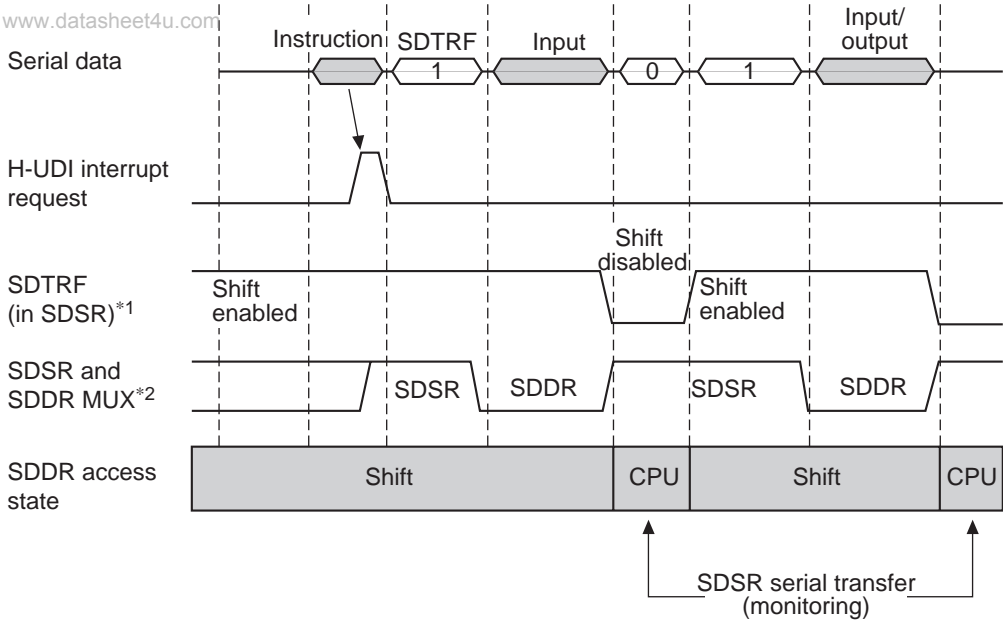 www.datasheet4u.com
Serial data
Instruction
SDTRF
Input
Input/
output
1
0
1
H-UDI interrupt
request
SDTRF
(in SDSR)*1
Shift
enabled
Shift
disabled
Shift
enabled
SDSR and
SDDR MUX*2
SDSR
SDDR
SDSR
SDDR
SDDR access
state
Shift
CPU
Shift
CPU
SDSR serial transfer
(monitoring)